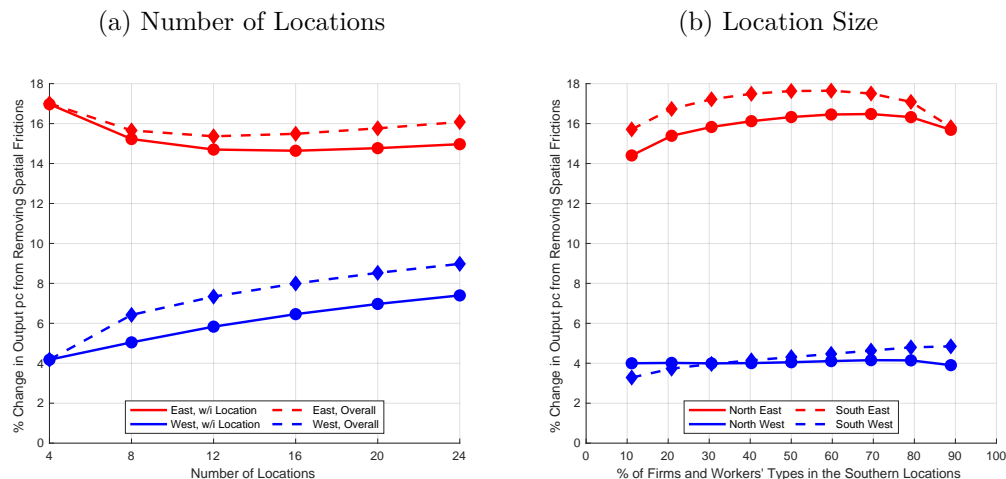 (a) Number of Locations
% Change in Output pc from Removing Spatial Frictions
18
16
14
12
10
8
6
4
2
0
East, w/i Location
East, Overall
West, w/i Location
West, Overall
4
8
12
16
20
24
Number of Locations
(b) Location Size
% Change in Output pc from Removing Spatial Frictions
18
16
14
12
10
8
6
4
2
0
North East
South East
North West
South West
0
10
20
30
40
50
60
70
80
90
100
% of Firms and Workers' Types in the Southern Locations